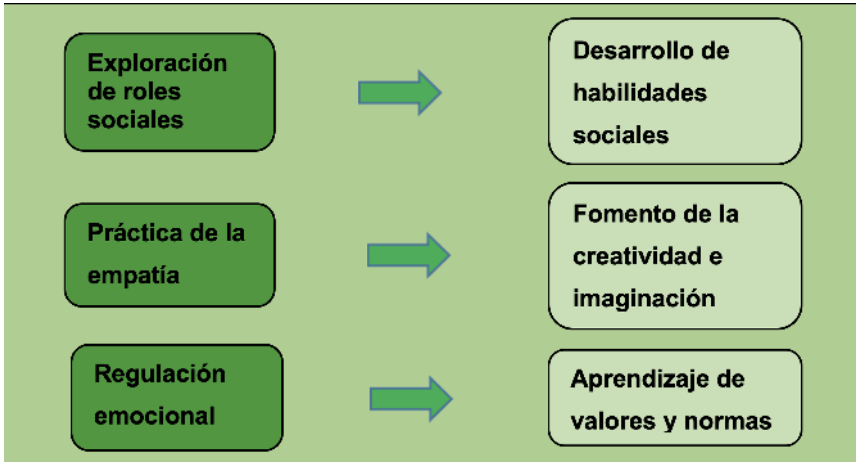 Exploración
de roles
sociales
Desarrollo de
habilidades
sociales
Práctica de la
empatía
Fomento de la
creatividad e
imaginación
Regulación
emocional
Aprendizaje de
valores y normas